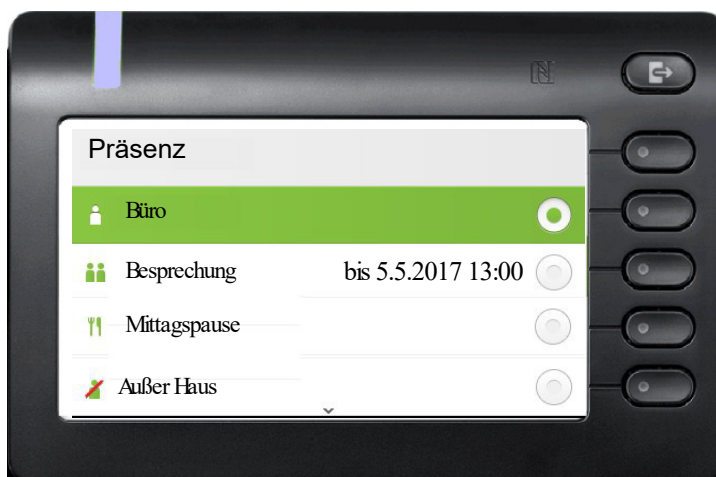 Präsenz
Büro
Besprechung bis 5.5.2017 13:00
Mittagspause
Außer Haus